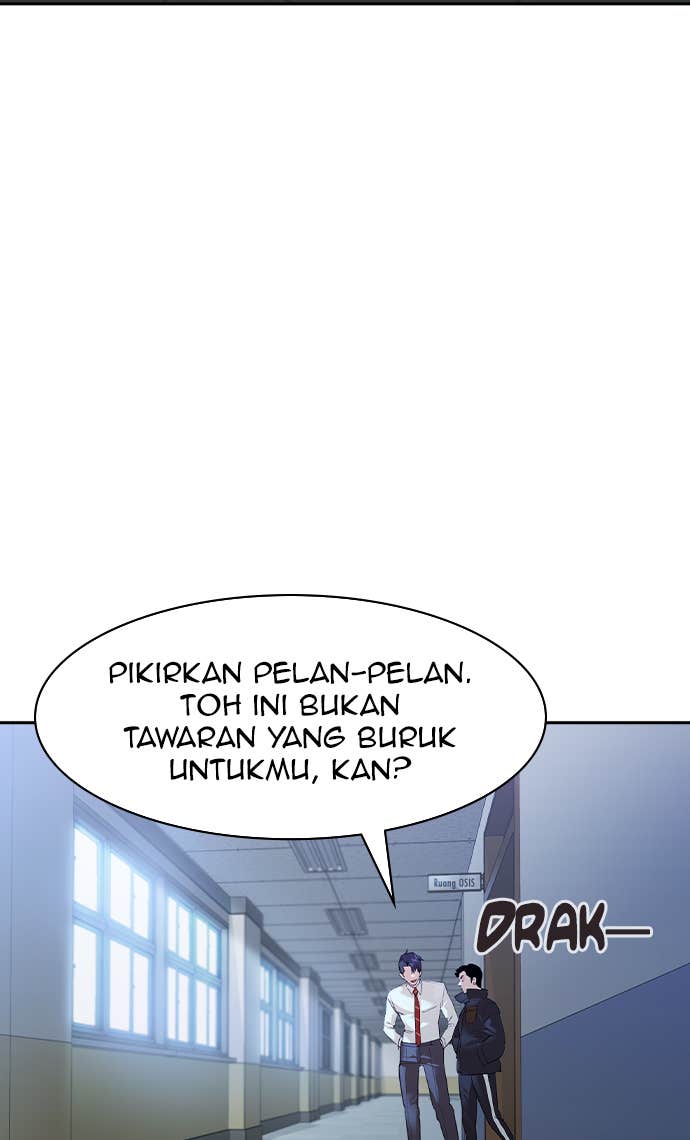 PIKIRKAN PELAN-PELAN.
TOH INI BUKAN
TAWARAN YANG BURUK
UNTUKMU, KAN?
Ruang OSIS
DRAK—